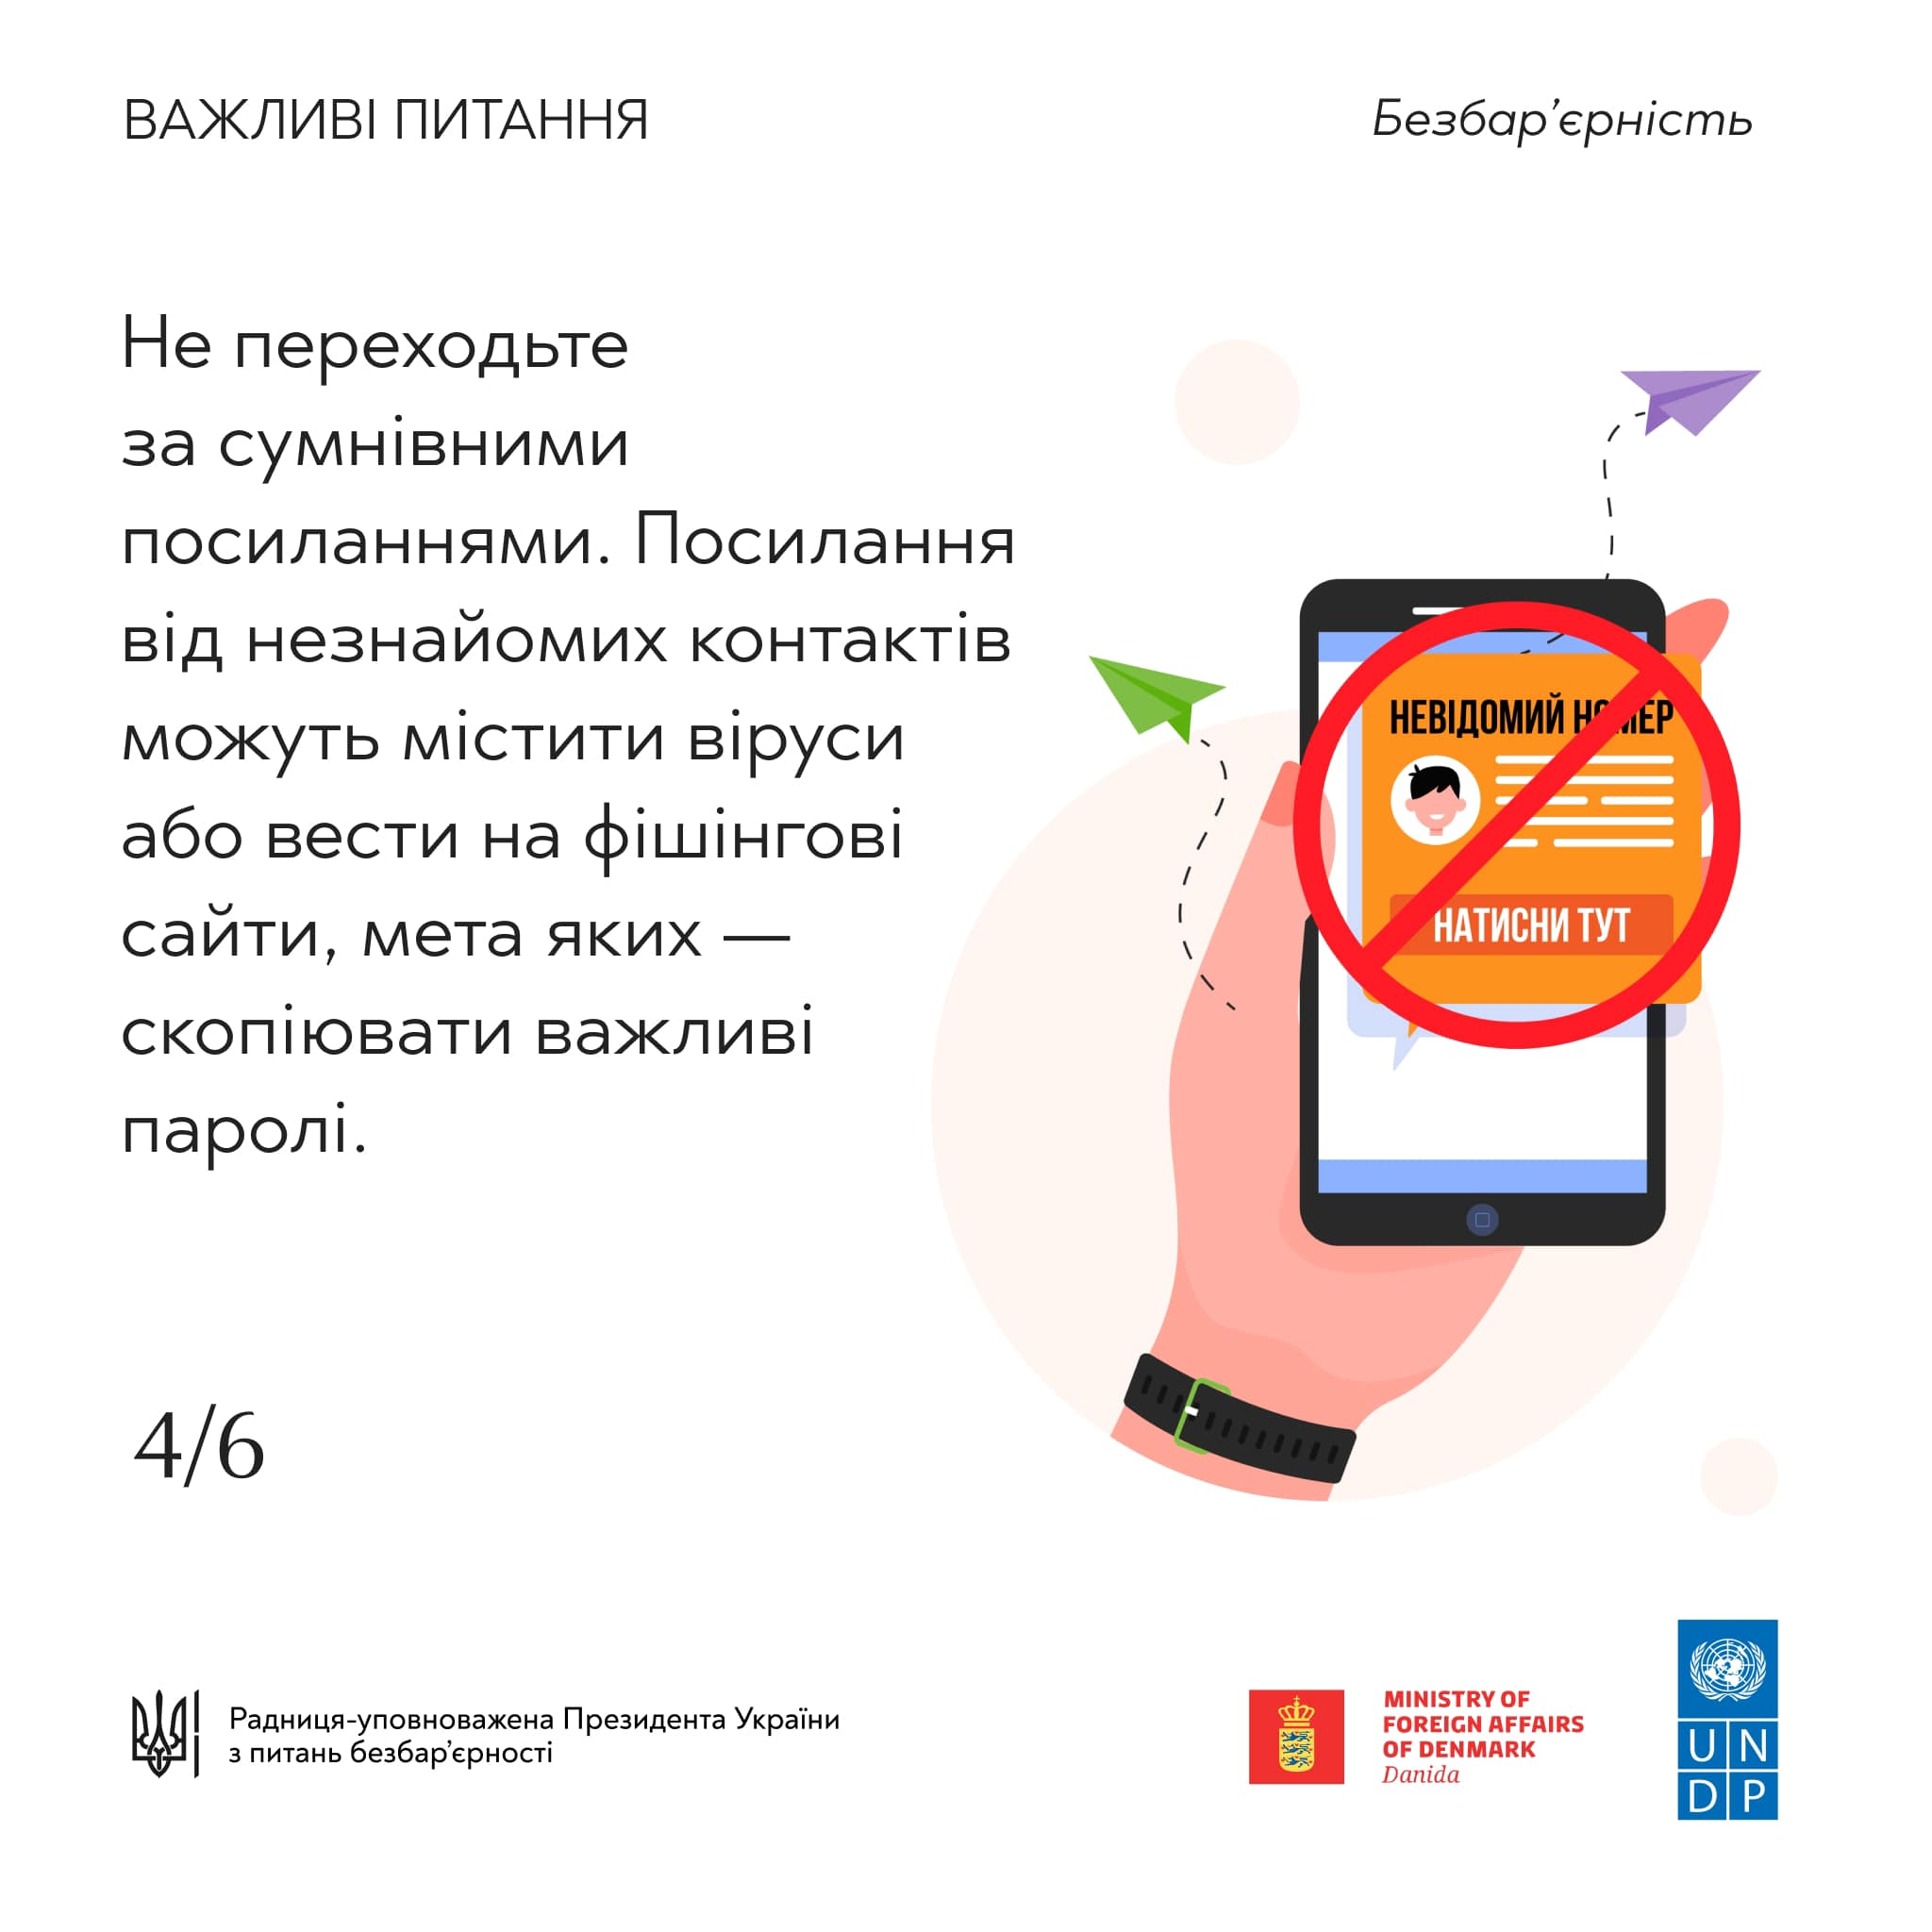 ВАЖЛИВІ ПИТАННЯ
Безбар’єрність
Не переходьте
за сумнівними
посиланнями. Посилання
від незнайомих контактів
можуть містити віруси
або вести на фішінгові
сайти, мета яких —
скопіювати важливі
паролі.
НЕВІДОМИЙ НОМЕР
НАТИСНИ ТУТ
4/6
Радниця-уповноважена Президента України
з питань безбар’єрності
MINISTRY OF
FOREIGN AFFAIRS
OF DENMARK
Danida
U N
D P